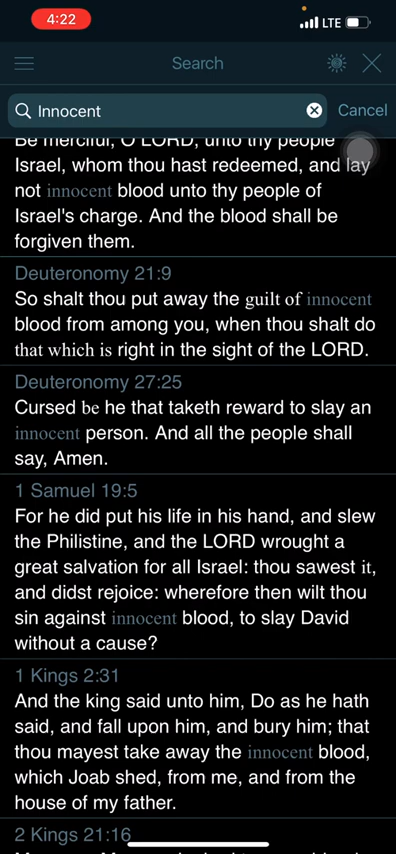 4:22
LTE
Search
Innocent
Cancel
Be merciful, O LORD, unto thy people
Israel, whom thou hast redeemed, and lay
not innocent blood unto thy people of
Israel's charge. And the blood shall be
forgiven them.
Deuteronomy 21:9
So shalt thou put away the guilt of innocent
blood from among you, when thou shalt do
that which is right in the sight of the LORD.
Deuteronomy 27:25
Cursed be he that taketh reward to slay an
innocent person. And all the people shall
say, Amen.
1 Samuel 19:5
For he did put his life in his hand, and slew
the Philistine, and the LORD wrought a
great salvation for all Israel: thou sawest it,
and didst rejoice: wherefore then wilt thou
sin against innocent blood, to slay David
without a cause?
1 Kings 2:31
And the king said unto him, Do as he hath
said, and fall upon him, and bury him; that
thou mayest take away the innocent blood,
which Joab shed, from me, and from the
house of my father.
2 Kings 21:16